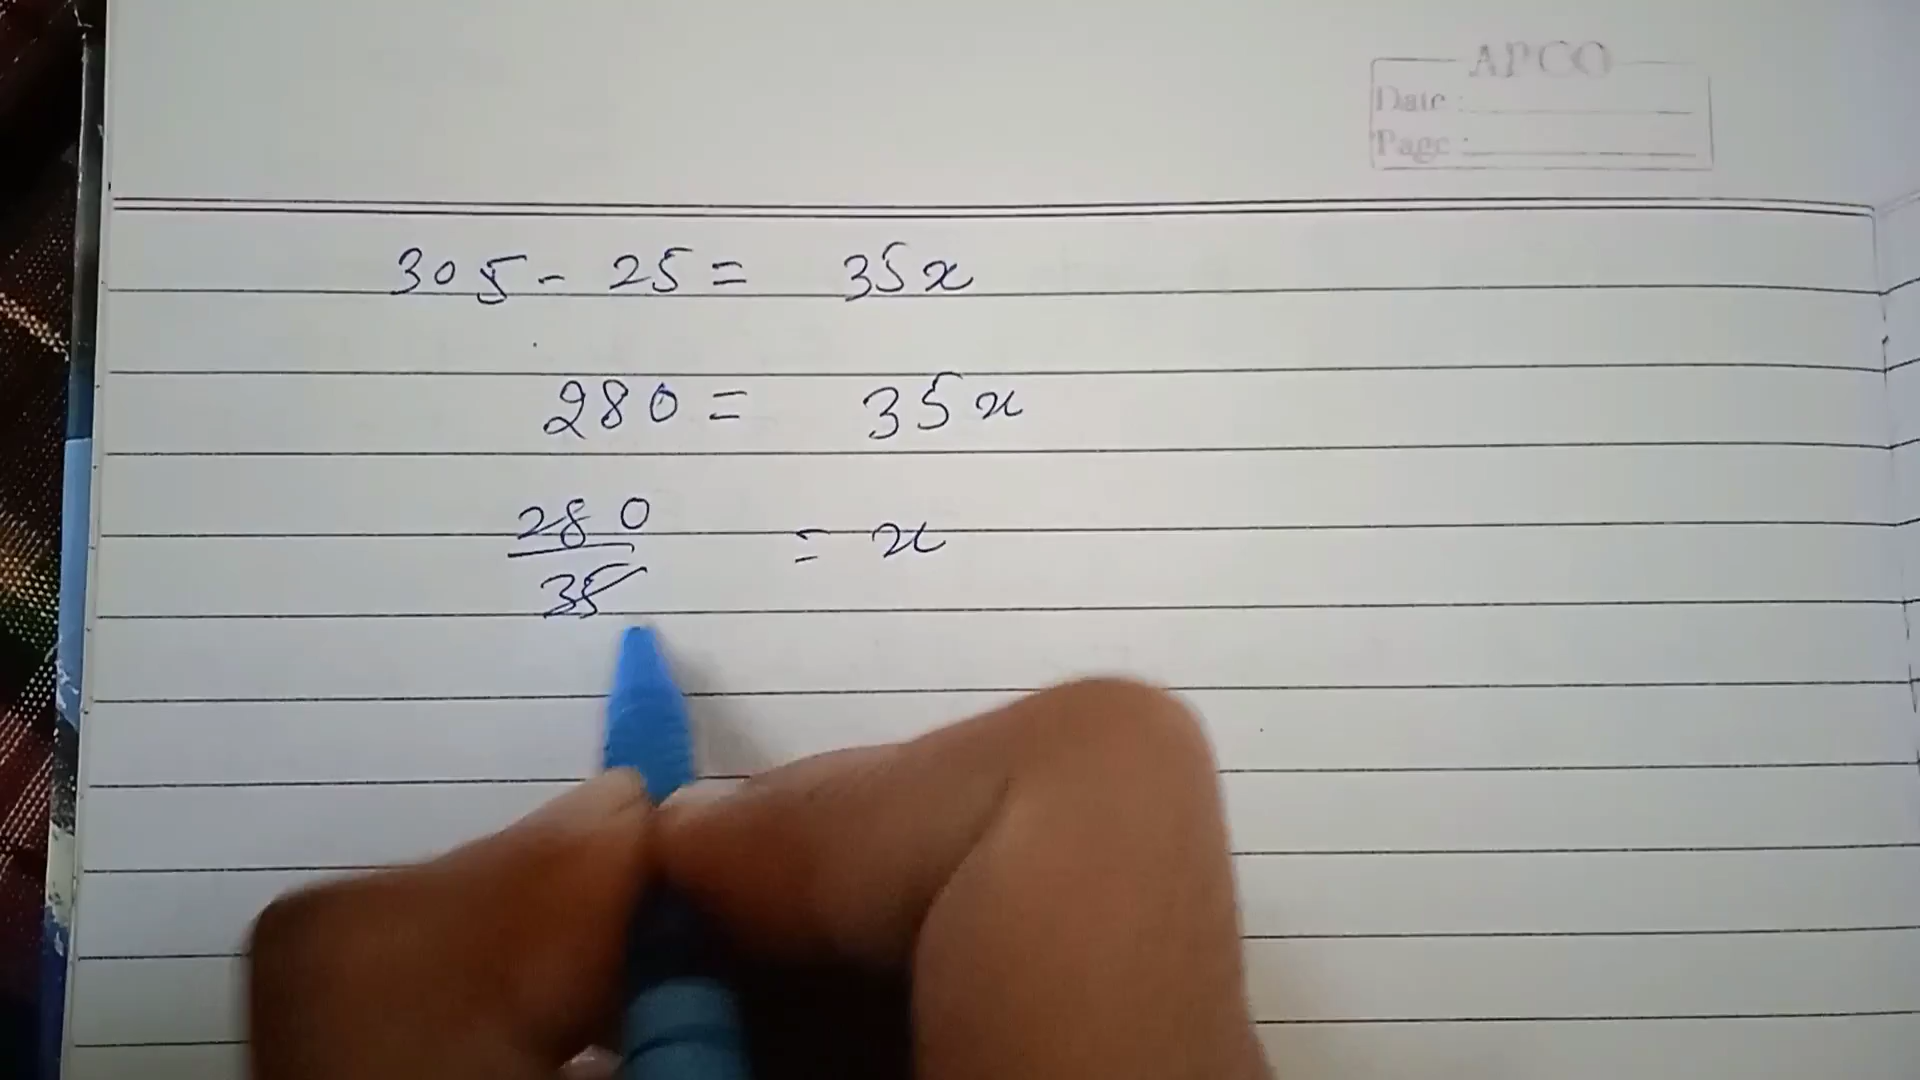 APCO
Date :
Page :
305 - 25 = 35x
280 = 35x
280/35 = x